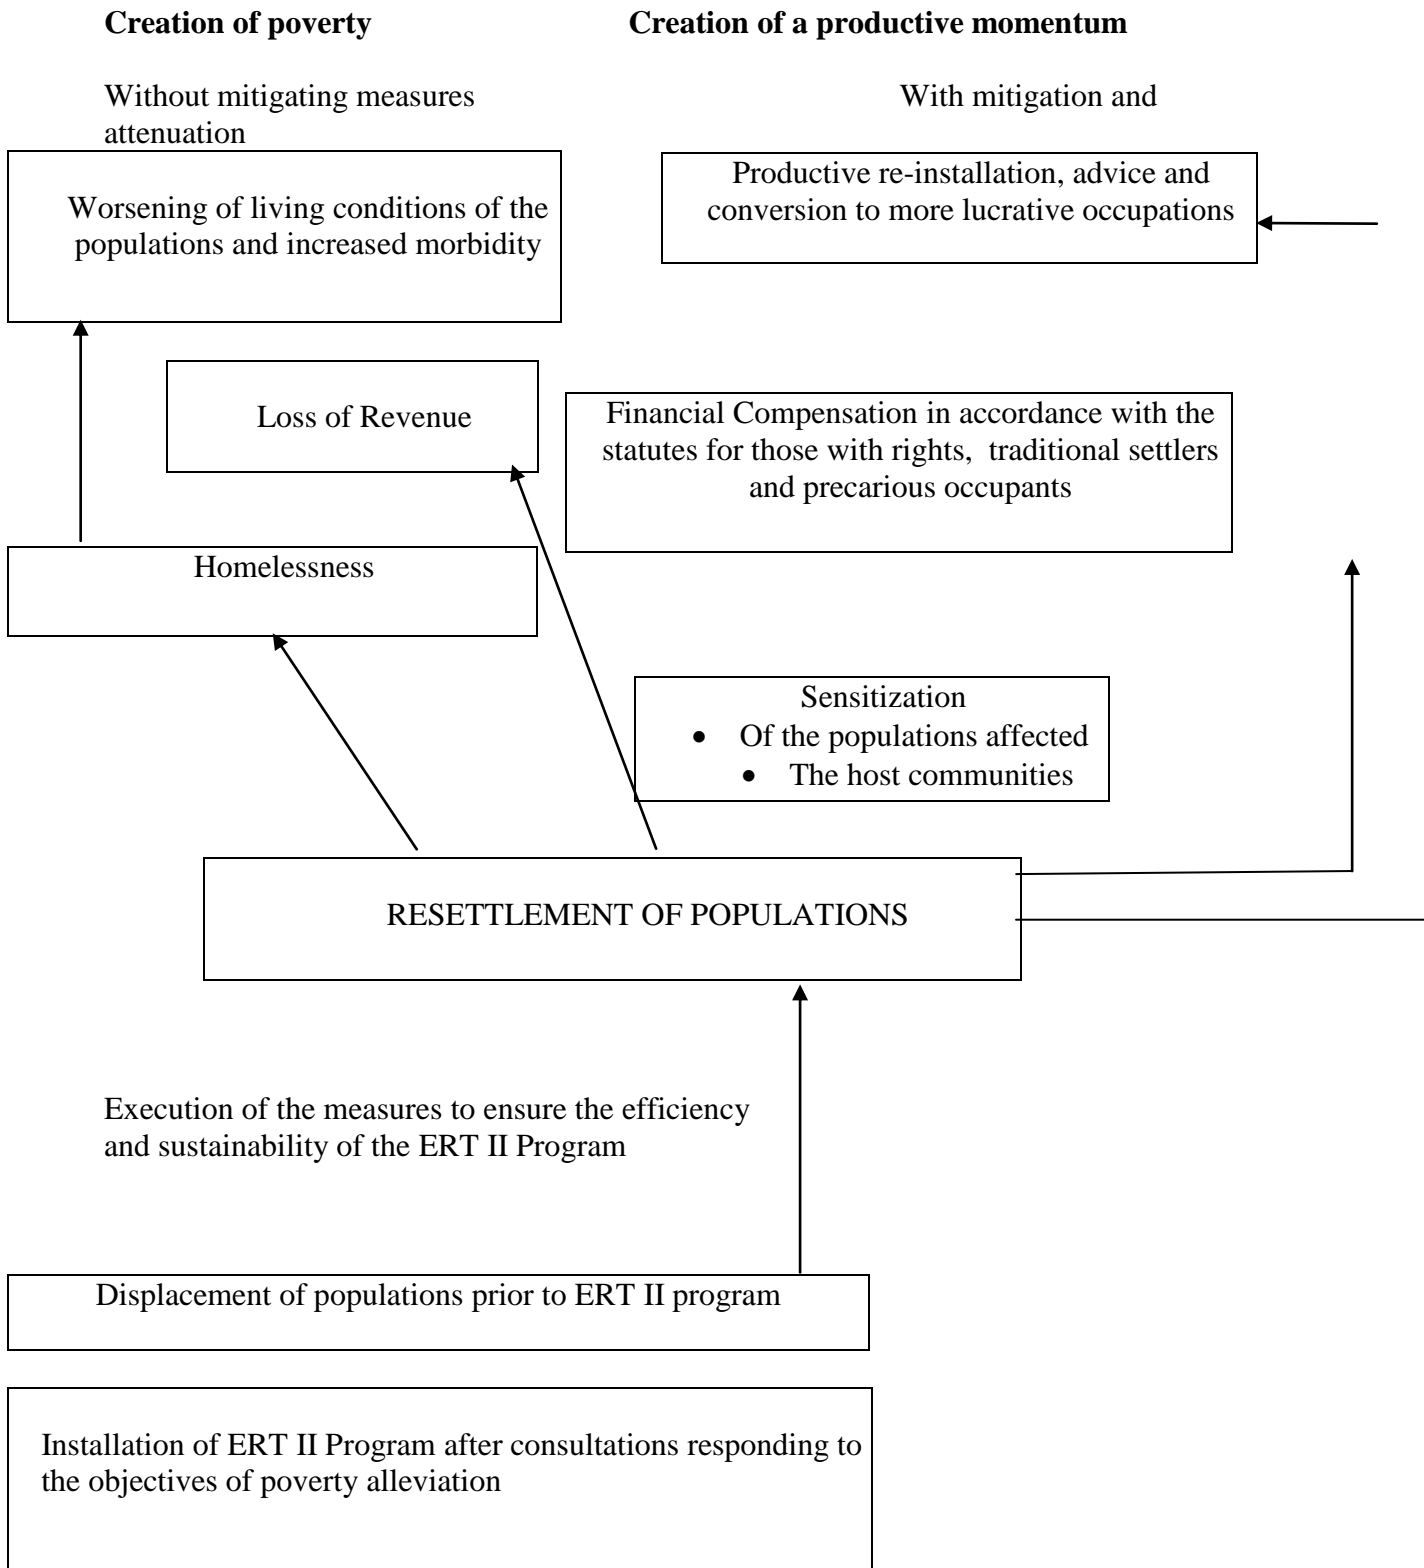 Creation of poverty
Creation of a productive momentum
Without mitigating measures
attenuation
With mitigation and
Worsening of living conditions of the
populations and increased morbidity
Productive re-installation, advice and
conversion to more lucrative occupations
Loss of Revenue
Financial Compensation in accordance with the
statutes for those with rights, traditional settlers
and precarious occupants
Homelessness
Sensitization
• Of the populations affected
• The host communities
RESETTLEMENT OF POPULATIONS
Execution of the measures to ensure the efficiency
and sustainability of the ERT II Program
Displacement of populations prior to ERT II program
Installation of ERT II Program after consultations responding to
the objectives of poverty alleviation